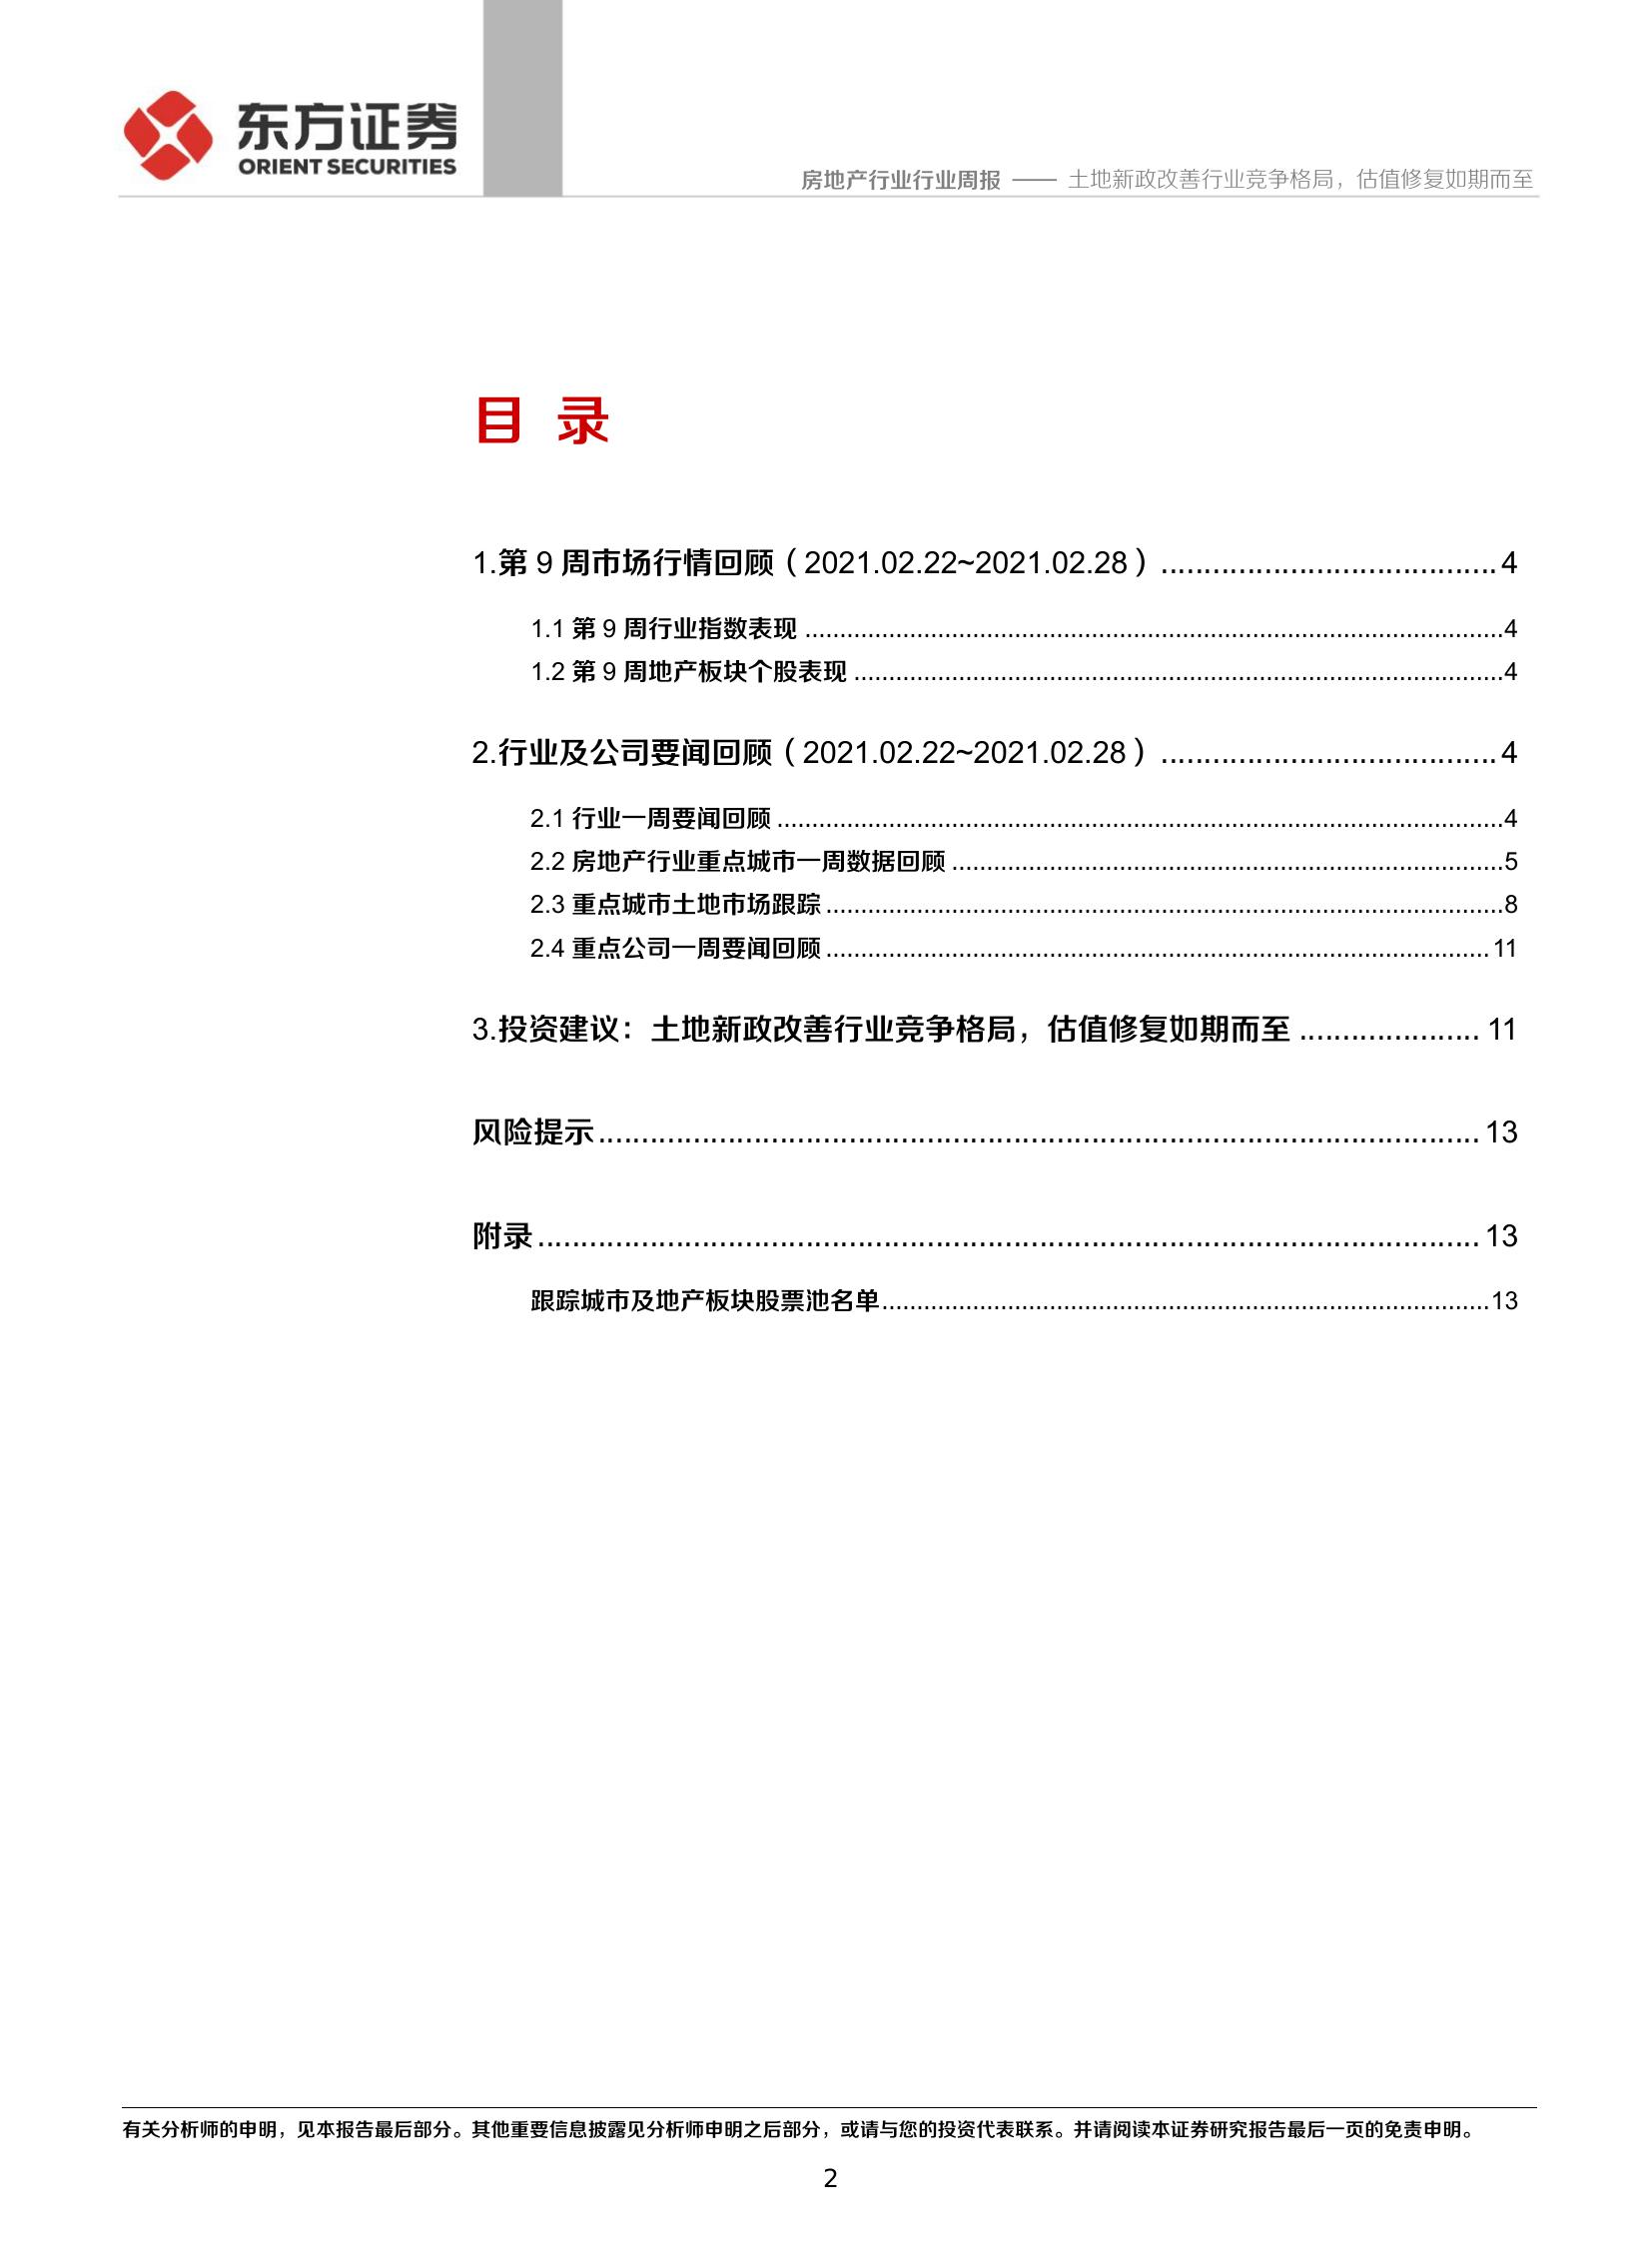 东方证券
ORIENT SECURITIES
房地产行业行业周报 —— 土地新政改善行业竞争格局，估值修复如期而至
目 录
1.第 9 周市场行情回顾（2021.02.22~2021.02.28）....................................... 4
1.1 第 9 周行业指数表现 ....................................................................................................4
1.2 第 9 周地产板块个股表现 .............................................................................................4
2.行业及公司要闻回顾（2021.02.22~2021.02.28）....................................... 4
2.1 行业一周要闻回顾 ........................................................................................................4
2.2 房地产行业重点城市一周数据回顾 ...............................................................................5
2.3 重点城市土地市场跟踪 .................................................................................................8
2.4 重点公司一周要闻回顾 ............................................................................................... 11
3.投资建议：土地新政改善行业竞争格局，估值修复如期而至 ..................... 11
风险提示 ...................................................................................................... 13
附录 ............................................................................................................. 13
跟踪城市及地产板块股票池名单.......................................................................................13
有关分析师的申明，见本报告最后部分。其他重要信息披露见分析师申明之后部分，或请与您的投资代表联系。并请阅读本证券研究报告最后一页的免责申明。
2